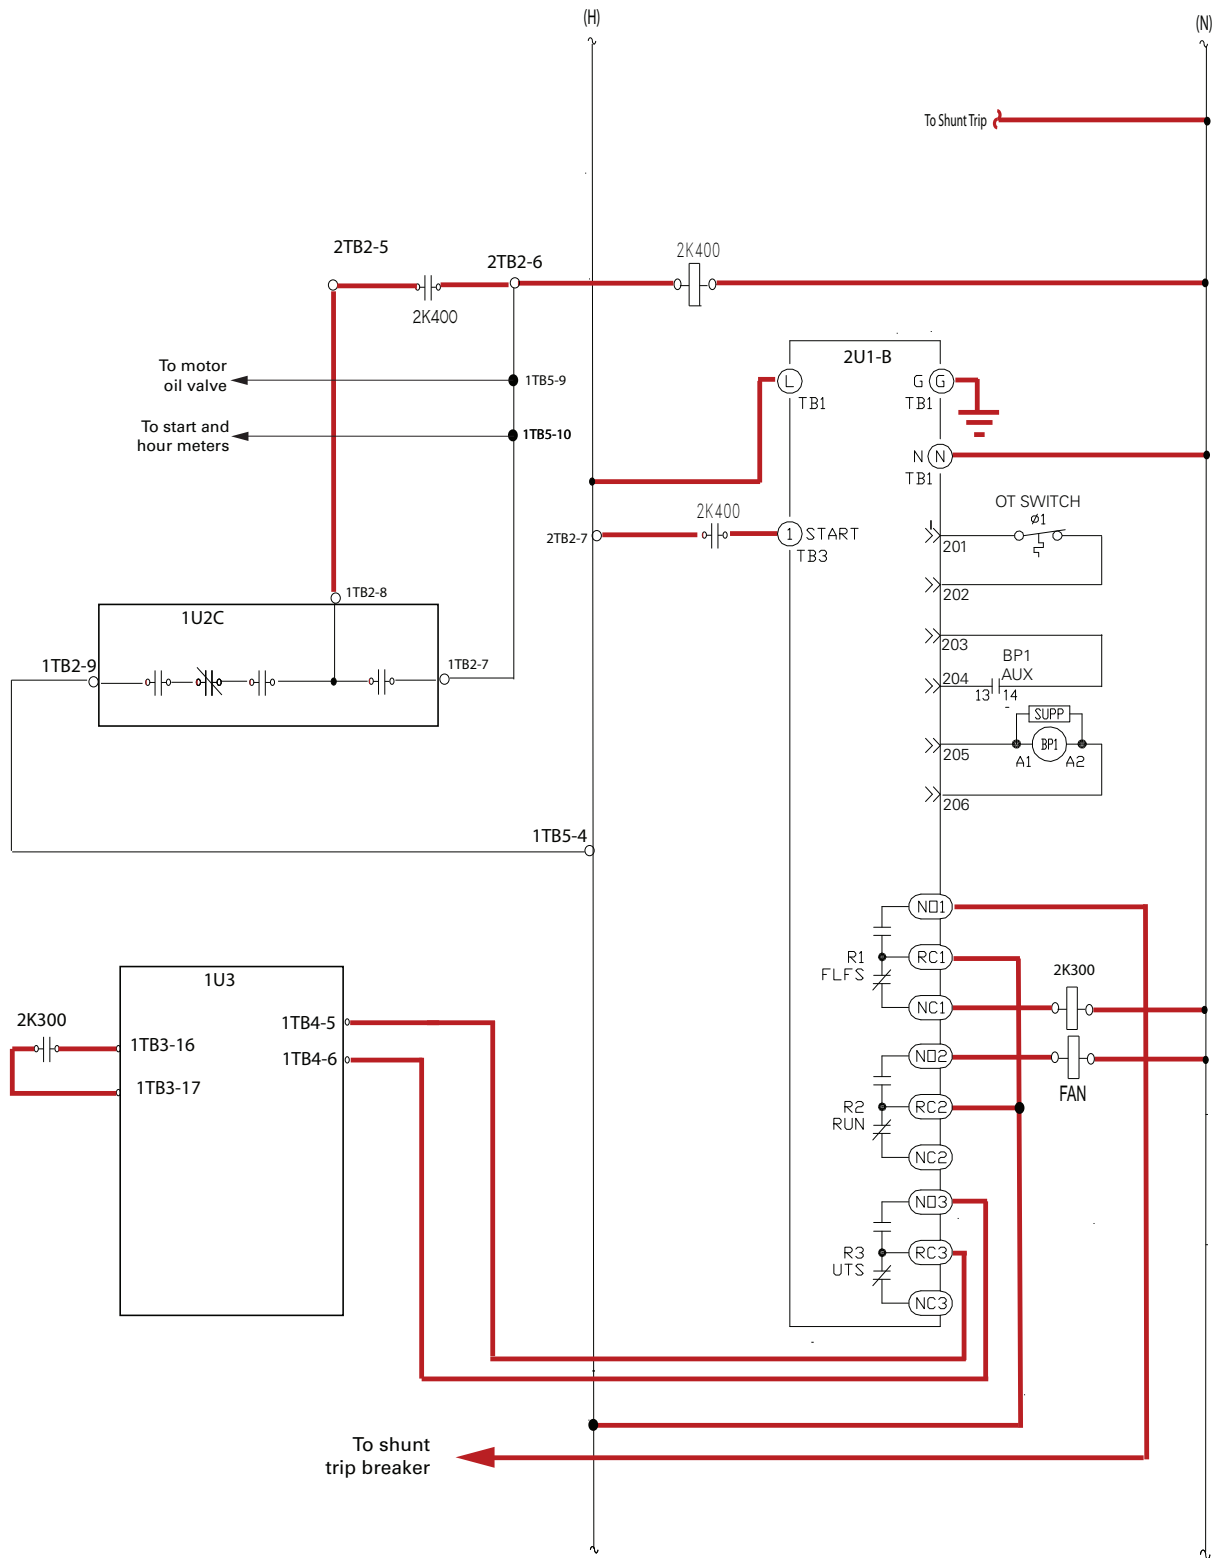 (H)
(N)
To Shunt Trip
2TB2-5
2TB2-6
2K400
2K400
2U1-B
To motor
oil valve
1TB5-9
L
TB1
G
G
TB1
To start and
hour meters
1TB5-10
N
N
TB1
2K400
OT SWITCH
ø1
2TB2-7
1
START
TB3
201
202
1TB2-8
1U2C
203
1TB2-9
1TB2-7
BP1
AUX
204
13
14
SUPP
BP1
205
A1
A2
206
1TB5-4
NO1
R1
FLFS
RC1
2K300
1U3
NC1
2K300
1TB4-5
1TB3-16
1TB4-6
NO2
1TB3-17
FAN
R2
RUN
RC2
NC2
NO3
R3
UTS
RC3
NC3
To shunt
trip breaker